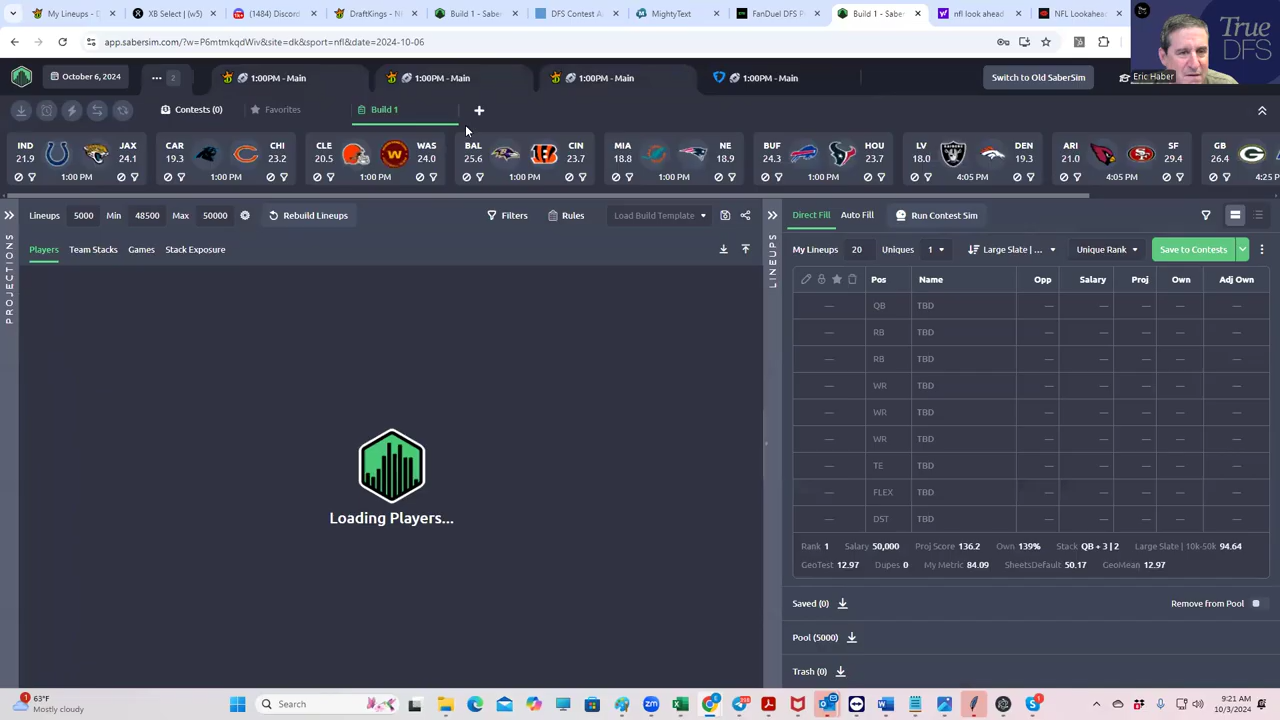 My Lineups - D
XB Select | (w5)
(1484) Discord
DraftKings - N
Build 1 - Saber
DFS Contest A
MightyText
FanDuel DFS P
Build 1 - Saber
nfl look ahead
NFL Lookahead
app.sabersim.com/?w=P6mtmkqdWiv&site=dk&sport=nfl&date=2024-10-06
True
DFS
Eric Haber
October 6, 2024
... 2
1:00PM - Main
1:00PM - Main
1:00PM - Main
1:00PM - Main
Switch to Old SaberSim
Contests (0)
Favorites
Build 1
IND
21.9
JAX
24.1
1:00 PM
CAR
19.3
CHI
1:00 PM
CLE
20.5
WAS
24.0
1:00 PM
BAL
25.6
CIN
23.7
1:00 PM
MIA
18.8
NE
18.9
1:00 PM
BUF
24.3
HOU
23.7
1:00 PM
LV
18.0
DEN
19.3
4:05 PM
ARI
21.0
SF
29.4
4:05 PM
GB
26.4
4:25 P
Lineups 5000 Min 48500 Max 50000 Rebuild Lineups
Filters Rules Load Build Template
Direct Fill Auto Fill Run Contest Sim
PROJECTIONS
Players Team Stacks Games Stack Exposure
LINEUPS
My Lineups 20 Uniques 1 Large Slate | ... Unique Rank Save to Contests
Pos Name Opp Salary Proj Own Adj Own
— QB TBD — — — — —
— RB TBD — — — — —
— RB TBD — — — — —
— WR TBD — — — — —
— WR TBD — — — — —
— WR TBD — — — — —
— TE TBD — — — — —
— FLEX TBD — — — — —
— DST TBD — — — — —
Loading Players...
Rank 1 Salary 50,000 Proj Score 136.2 Own 139% Stack QB + 3 | 2 Large Slate | 10k-50k 94.64
GeoTest 12.97 Dupes 0 My Metric 84.09 SheetsDefault 50.17 GeoMean 12.97
Saved (0)
Remove from Pool
Pool (5000)
Trash (0)
63°F
Mostly cloudy
Search
9:21 AM
10/3/2024